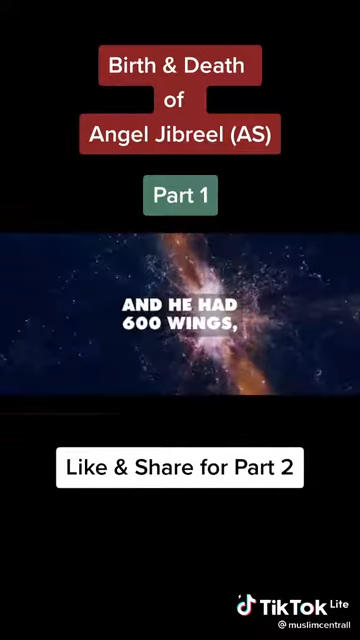 Birth & Death
of
Angel Jibreel (AS)
Part 1
AND HE HAD
600 WINGS,
Like & Share for Part 2
TikTok Lite
@muslimcentrall